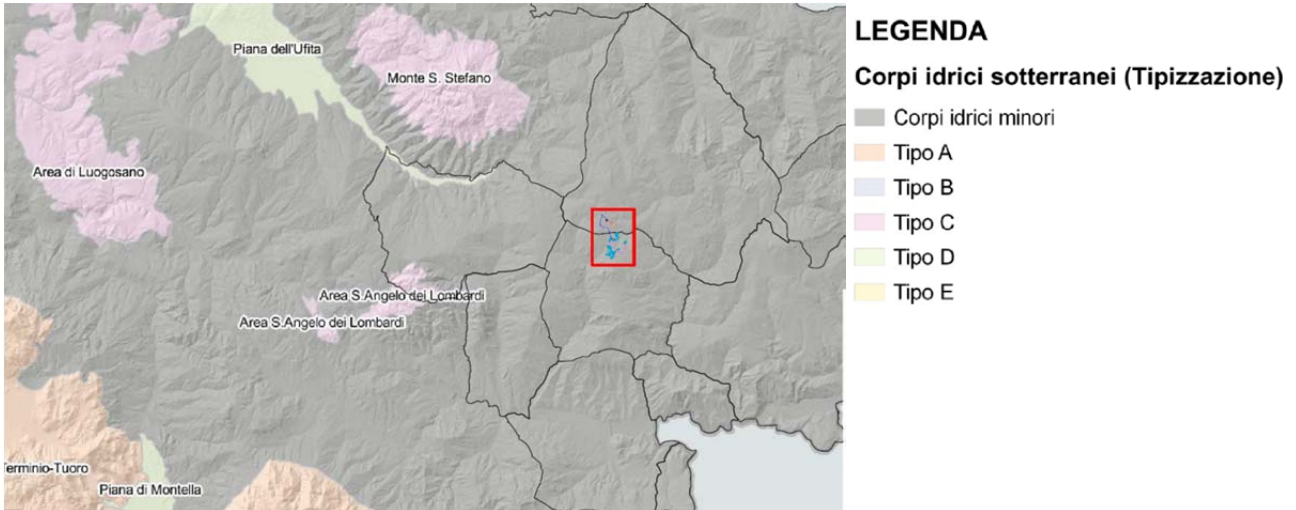 Piana dell'Ufita
Monte S. Stefano
Area di Luogosano
Area S.Angelo dei Lombardi
Area S.Angelo dei Lombardi
Terminio-Tuoro
Piana di Montella
LEGENDA
Corpi idrici sotterranei (Tipizzazione)
Corpi idrici minori
Tipo A
Tipo B
Tipo C
Tipo D
Tipo E